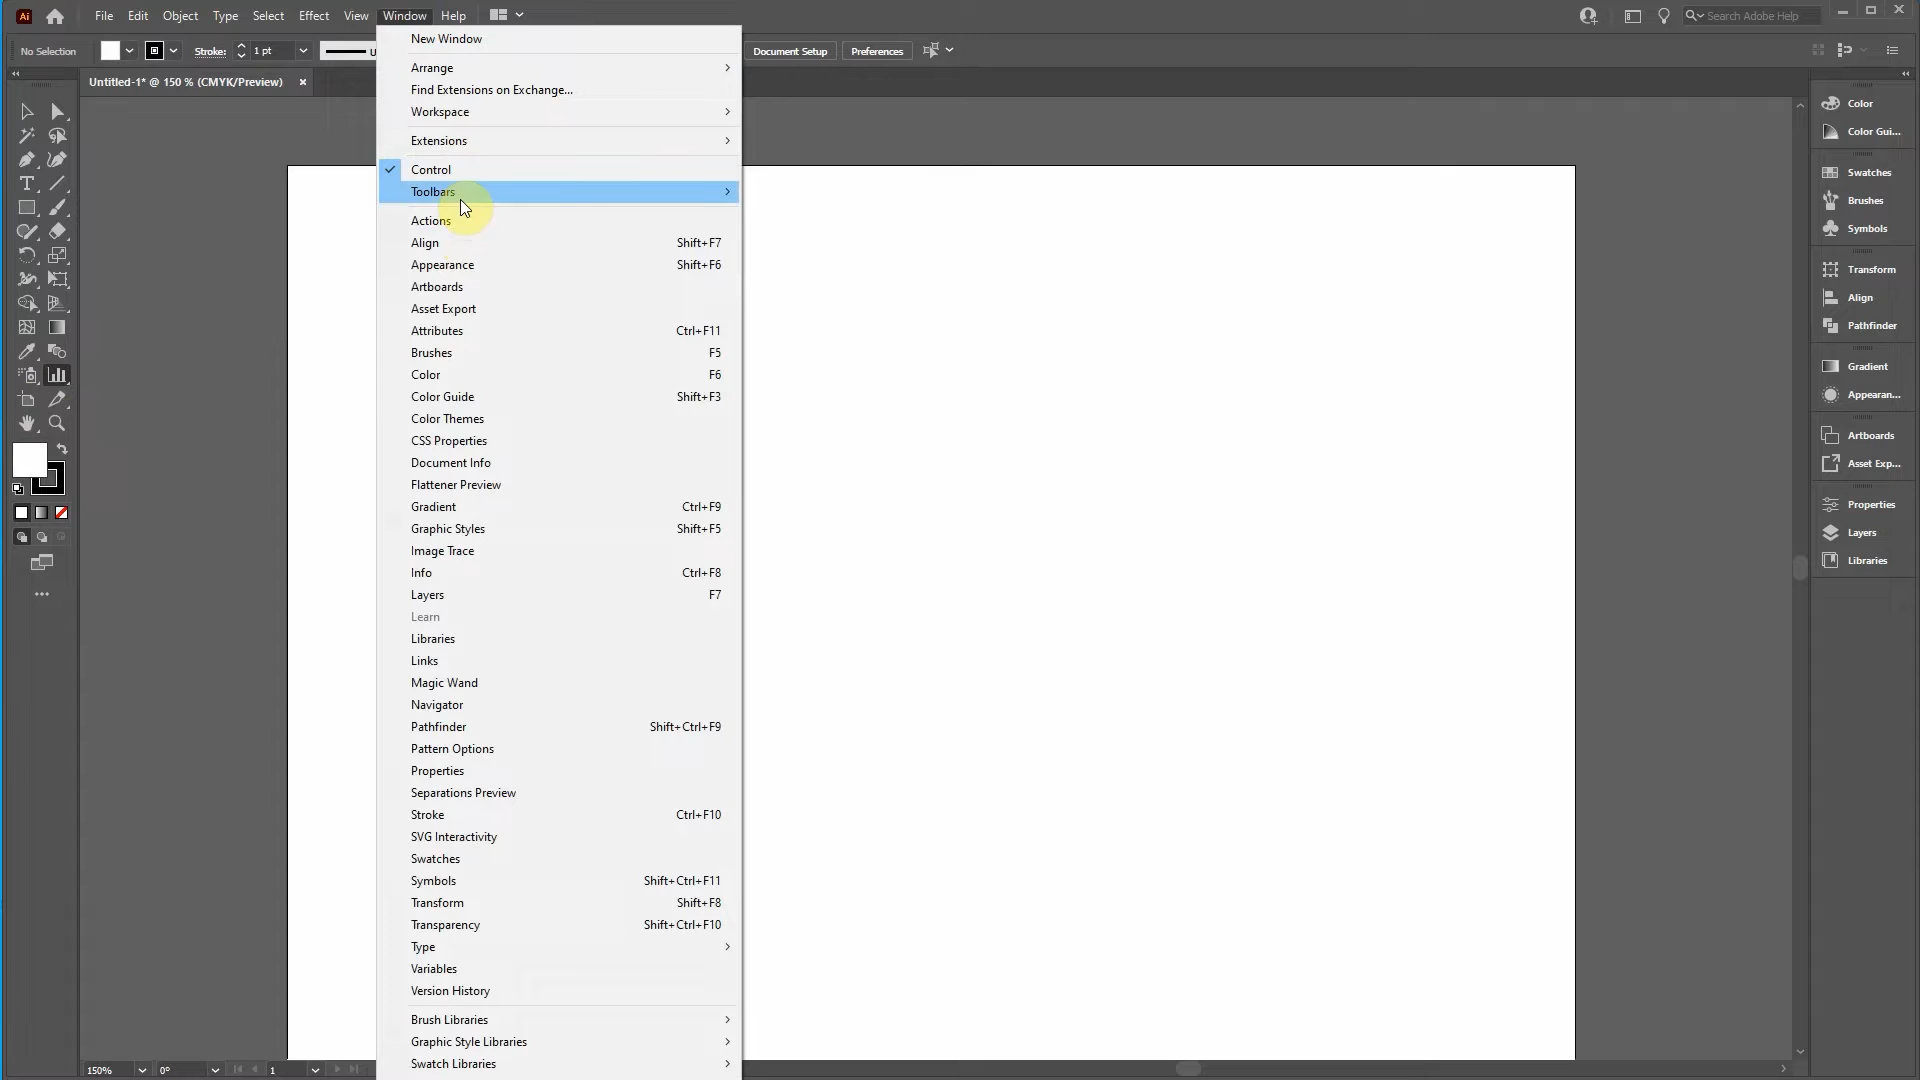 Ai
File Edit Object Type Select Effect View Window Help
Search Adobe Help
No Selection
Stroke:
1 pt
Document Setup
Preferences
Untitled-1* @ 150 % (CMYK/Preview) ×
New Window
Arrange
Find Extensions on Exchange...
Workspace
Extensions
Control
Toolbars
Actions
Align Shift+F7
Appearance Shift+F6
Artboards
Asset Export
Attributes Ctrl+F11
Brushes F5
Color F6
Color Guide Shift+F3
Color Themes
CSS Properties
Document Info
Flattener Preview
Gradient Ctrl+F9
Graphic Styles Shift+F5
Image Trace
Info Ctrl+F8
Layers F7
Learn
Libraries
Links
Magic Wand
Navigator
Pathfinder Shift+Ctrl+F9
Pattern Options
Properties
Separations Preview
Stroke Ctrl+F10
SVG Interactivity
Swatches
Symbols Shift+Ctrl+F11
Transform Shift+F8
Transparency Shift+Ctrl+F10
Type
Variables
Version History
Brush Libraries
Graphic Style Libraries
Swatch Libraries
Color
Color Gui...
Swatches
Brushes
Symbols
Transform
Align
Pathfinder
Gradient
Appearan...
Artboards
Asset Exp...
Properties
Layers
Libraries
150%
0°
1